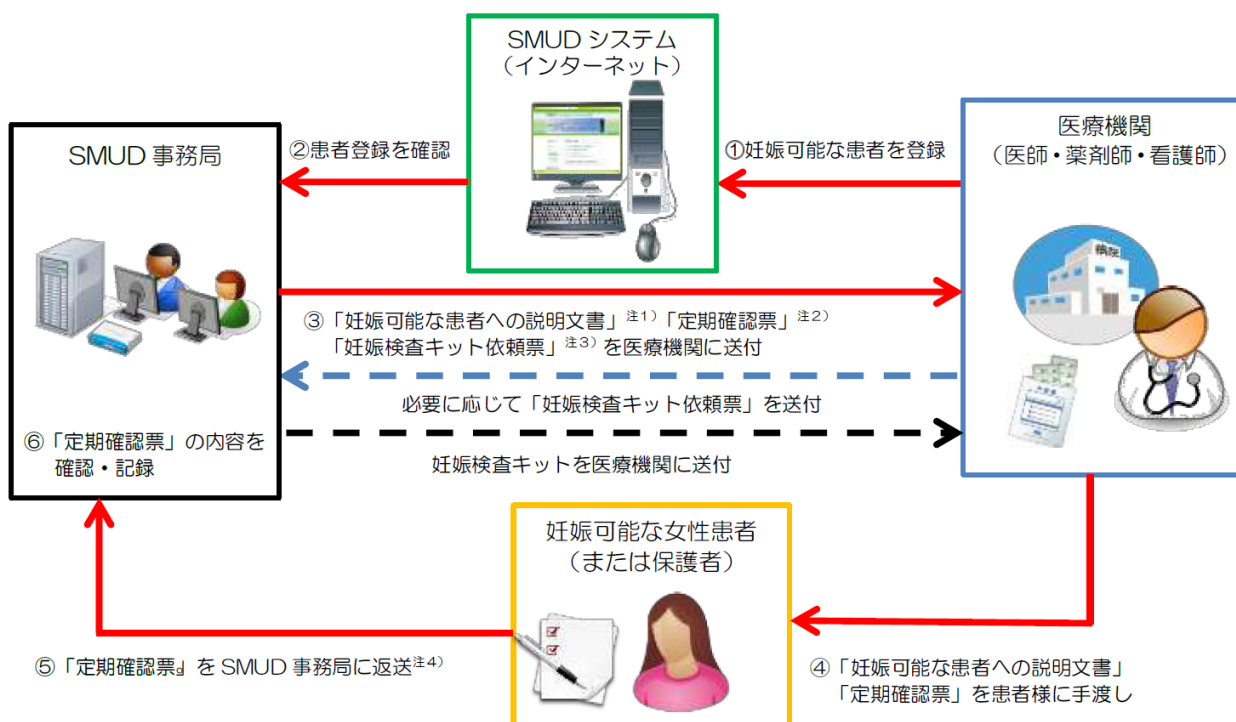 SMUD システム
（インターネット）
SMUD 事務局
医療機関
（医師・薬剤師・看護師）
②患者登録を確認
①妊娠可能な患者を登録
病院
③「妊娠可能な患者への説明文書」注1）「定期確認票」注2）
「妊娠検査キット依頼票」注3）を医療機関に送付
必要に応じて「妊娠検査キット依頼票」を送付
⑥「定期確認票」の内容を
確認・記録
妊娠検査キットを医療機関に送付
妊娠可能な女性患者
（または保護者）
⑤「定期確認票」を SMUD 事務局に返送注4）
④「妊娠可能な患者への説明文書」
「定期確認票」を患者様に手渡し